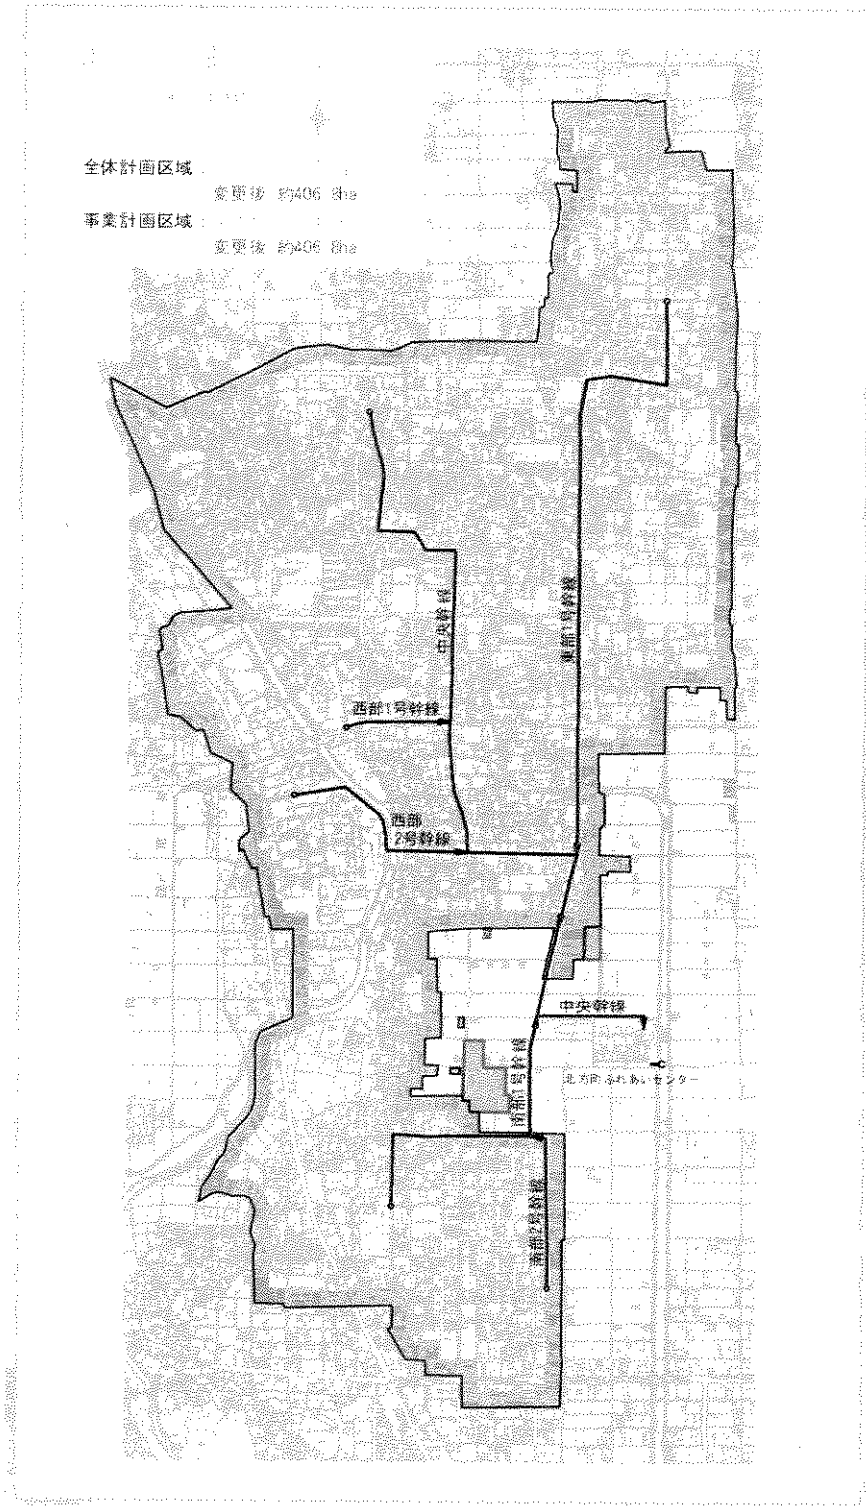 全体計画区域
変更後 約406 8ha
事業計画区域
変更後 約406 8ha
中央幹線
東部1号幹線
西部1号幹線
西部
2号幹線
中央幹線
南部1号幹線
北方町ふれあいセンター
南部2号幹線